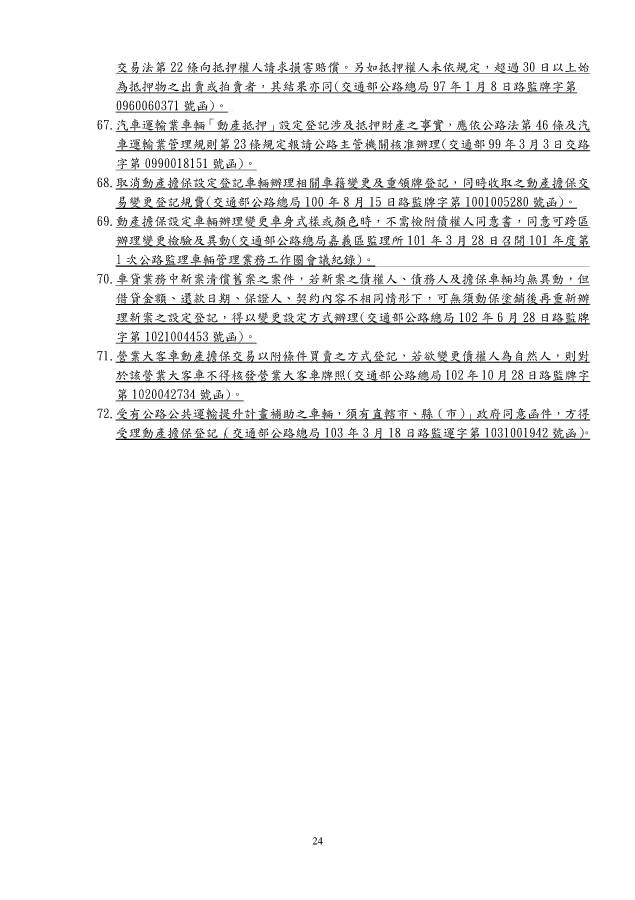 交易法第 22 條向抵押權人請求損害賠償。另如抵押權人未依規定，超過 30 日以上始
為抵押物之出賣或拍賣者，其結果亦同(交通部公路總局 97 年 1 月 8 日路監牌字第
0960060371 號函)。
67. 汽車運輸業車輛「動產抵押」設定登記涉及抵押財產之事實，應依公路法第 46 條及汽
車運輸業管理規則第 23 條規定報請公路主管機關核准辦理(交通部 99 年 3 月 3 日交路
字第 0990018151 號函)。
68. 取消動產擔保設定登記車輛辦理相關車籍變更及重領牌登記，同時收取之動產擔保交
易變更登記規費(交通部公路總局 100 年 8 月 15 日路監牌字第 1001005280 號函)。
69. 動產擔保設定車輛辦理變更車身式樣或顏色時，不需檢附債權人同意書，同意可跨區
辦理變更檢驗及異動(交通部公路總局嘉義區監理所 101 年 3 月 28 日召開 101 年度第
1 次公路監理車輛管理業務工作圈會議紀錄)。
70. 車貸業務中新案清償舊案之案件，若新案之債權人、債務人及擔保車輛均無異動，但
借貸金額、還款日期、保證人、契約內容不相同情形下，可無須動保塗銷後再重新辦
理新案之設定登記，得以變更設定方式辦理(交通部公路總局 102 年 6 月 28 日路監牌
字第 1021004453 號函)。
71. 營業大客車動產擔保交易以附條件買賣之方式登記，若欲變更債權人為自然人，則對
於該營業大客車不得核發營業大客車牌照(交通部公路總局 102 年 10 月 28 日路監牌字
第 1020042734 號函)。
72. 受有公路公共運輸提升計畫補助之車輛，須有直轄市、縣（市）」政府同意函件，方得
受理動產擔保登記（交通部公路總局 103 年 3 月 18 日路監運字第 1031001942 號函)。
24